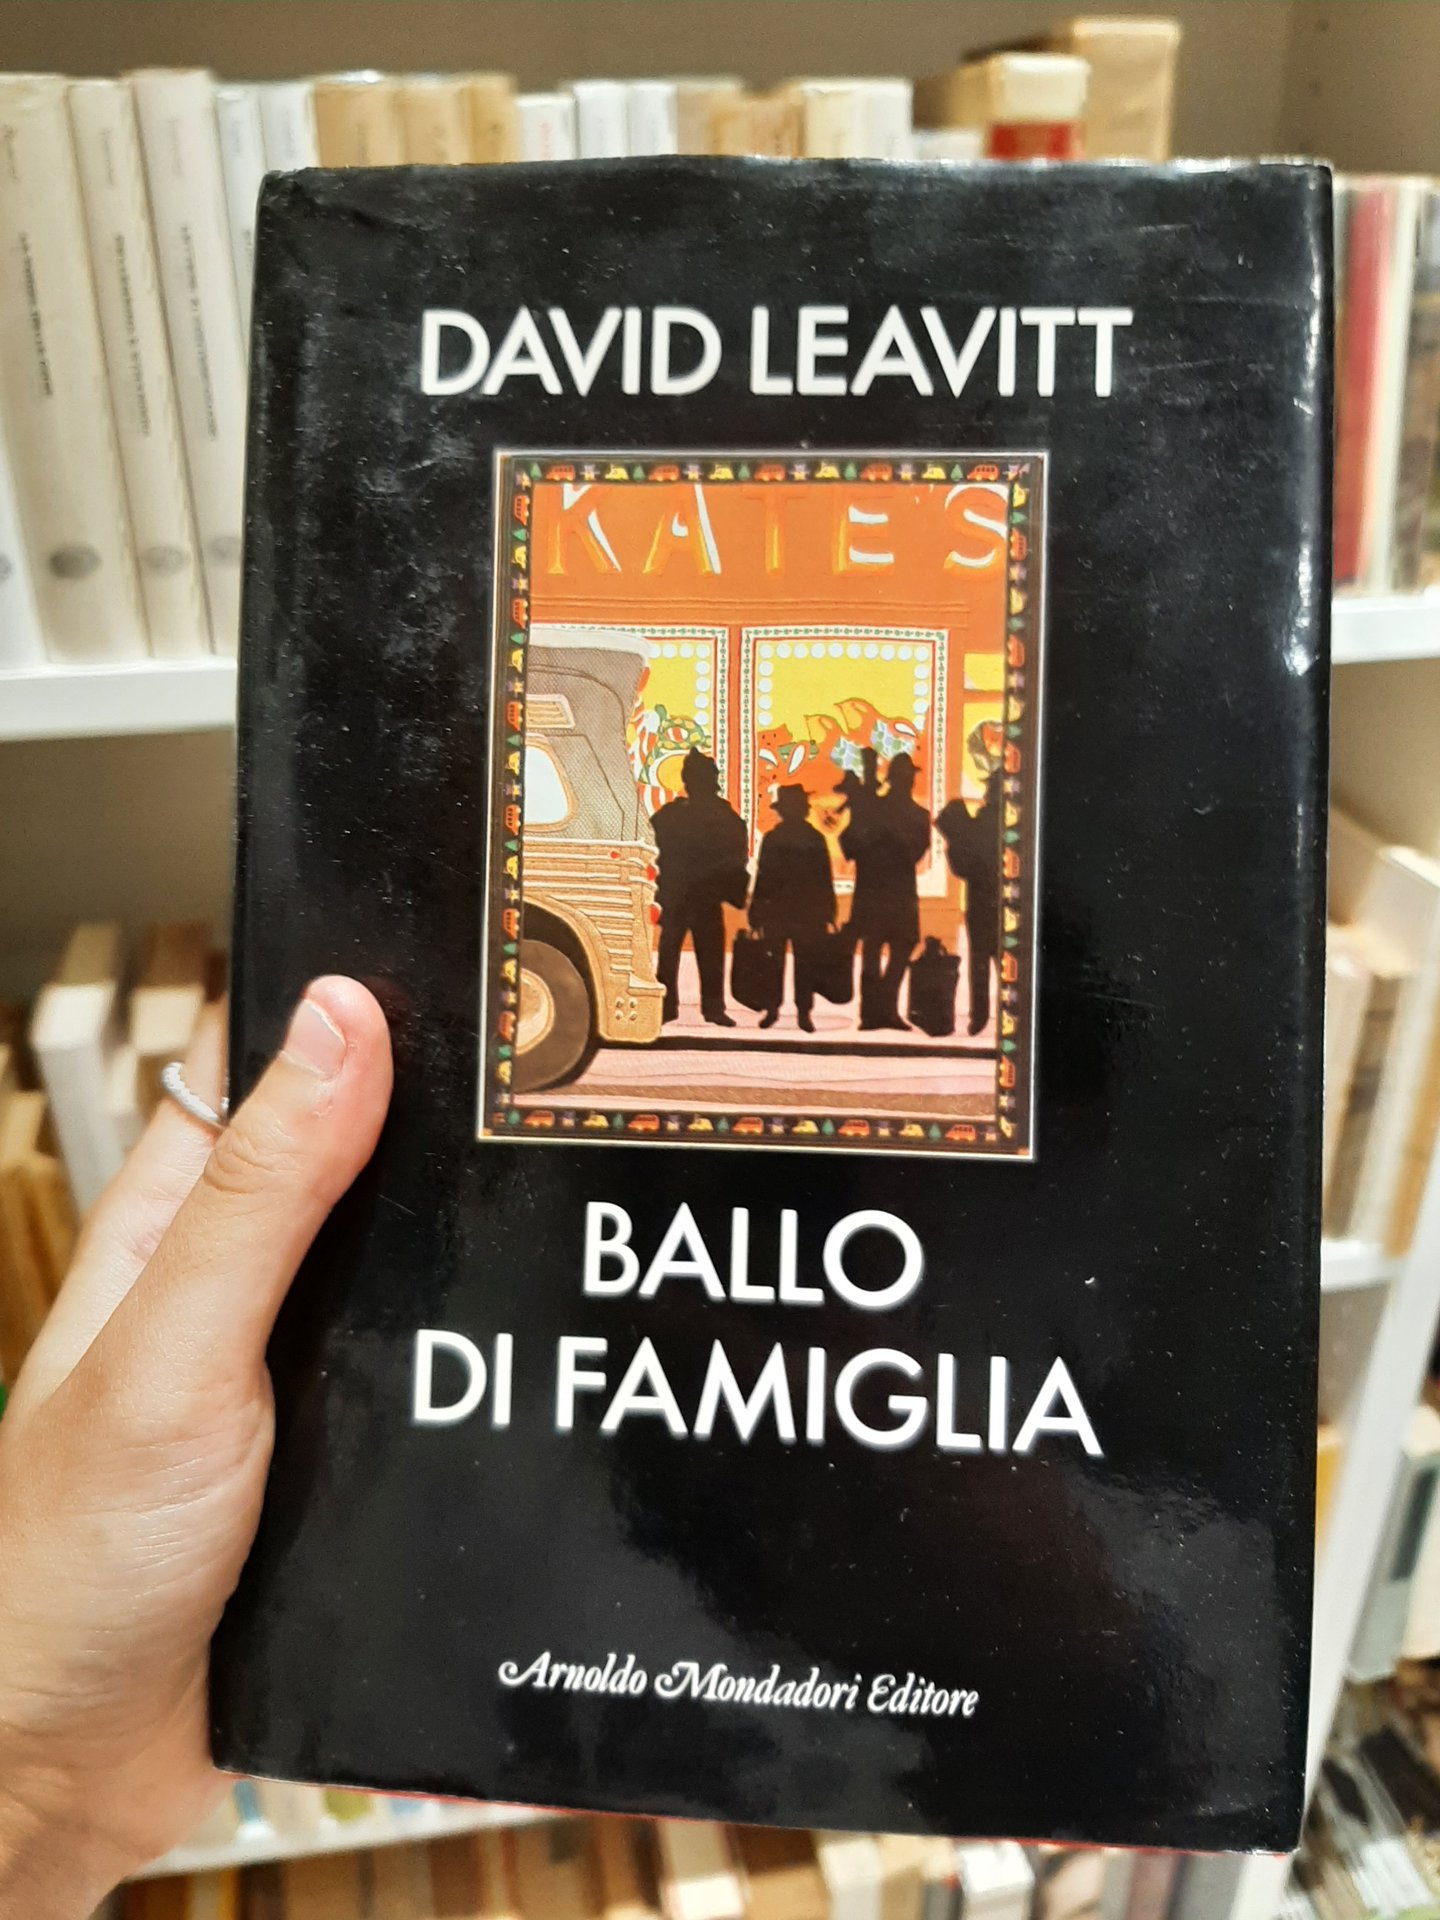 DAVID LEAVITT
KATE'S
BALLO
DI FAMIGLIA
Arnoldo Mondadori Editore